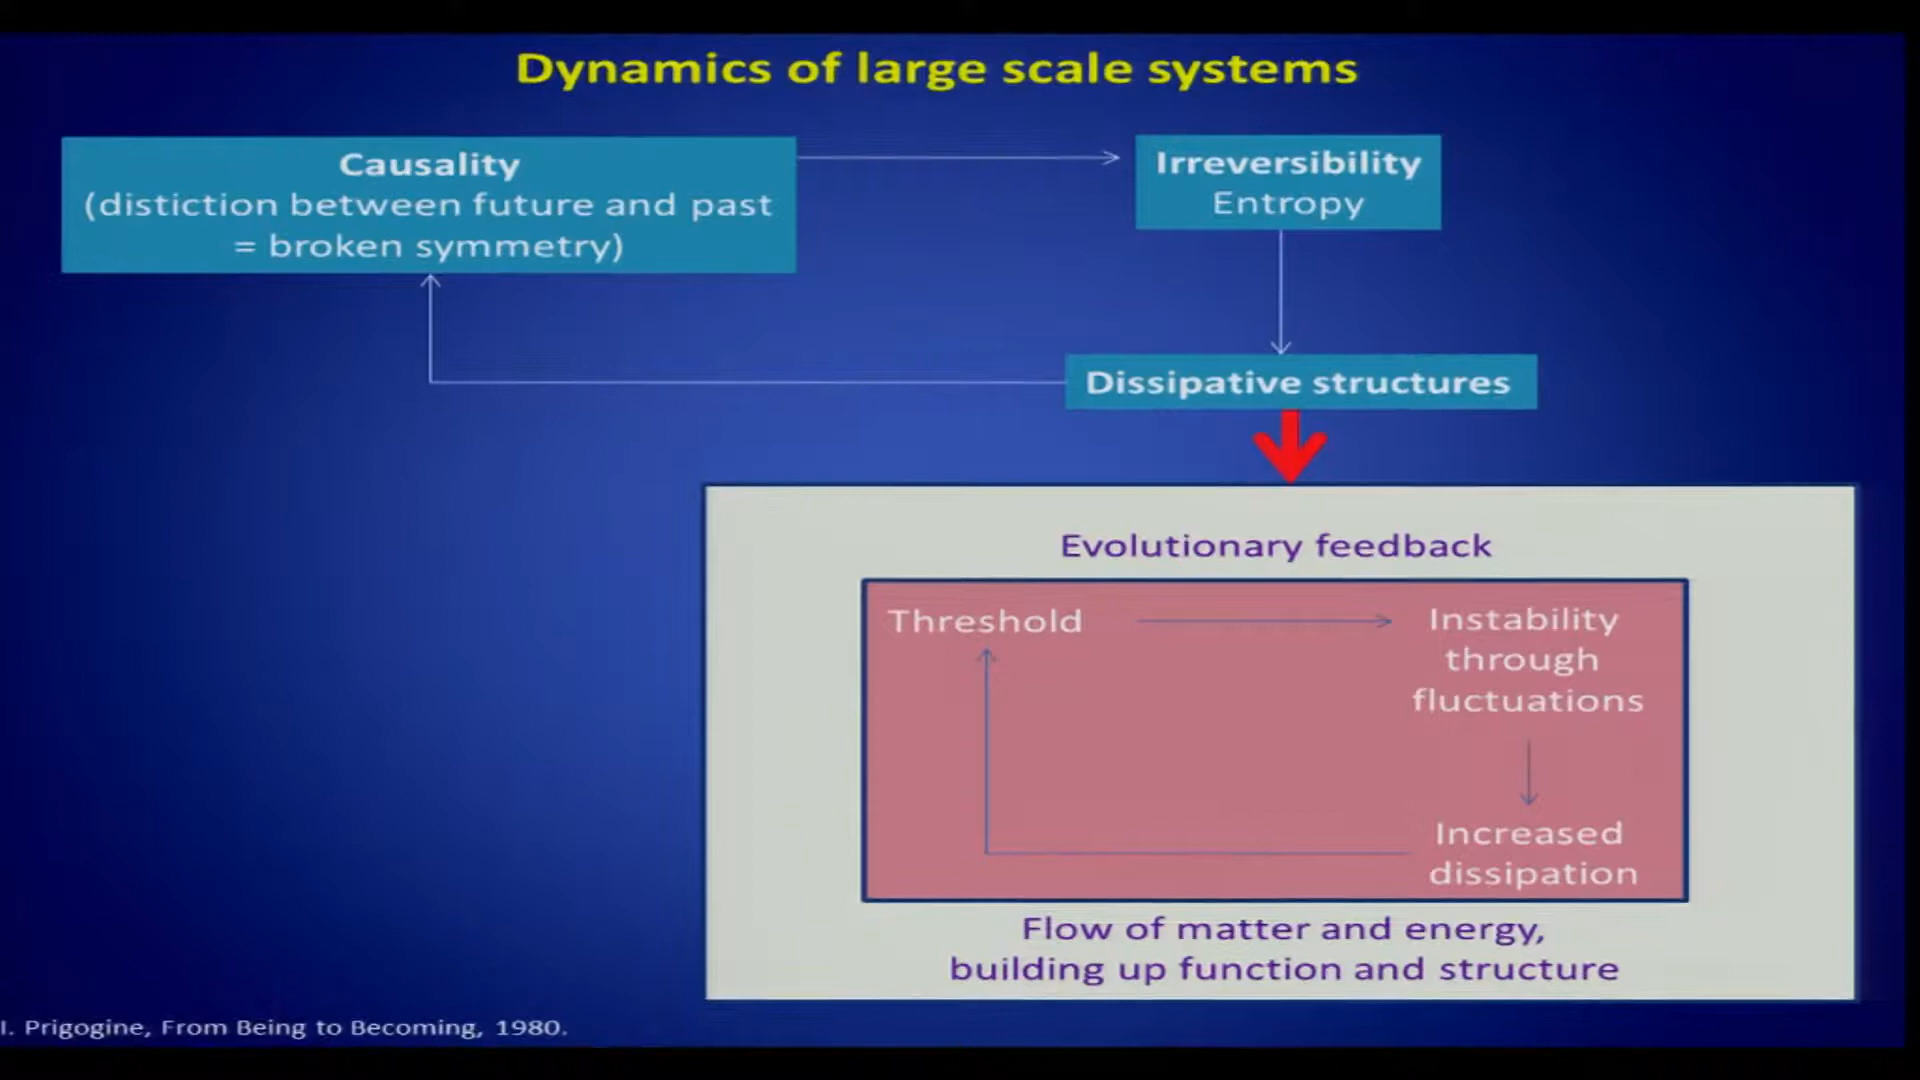 Dynamics of large scale systems
Causality
(distiction between future and past
= broken symmetry)
Irreversibility
Entropy
Dissipative structures
Evolutionary feedback
Threshold
Instability
through
fluctuations
Increased
dissipation
Flow of matter and energy,
building up function and structure
I. Prigogine, From Being to Becoming, 1980.